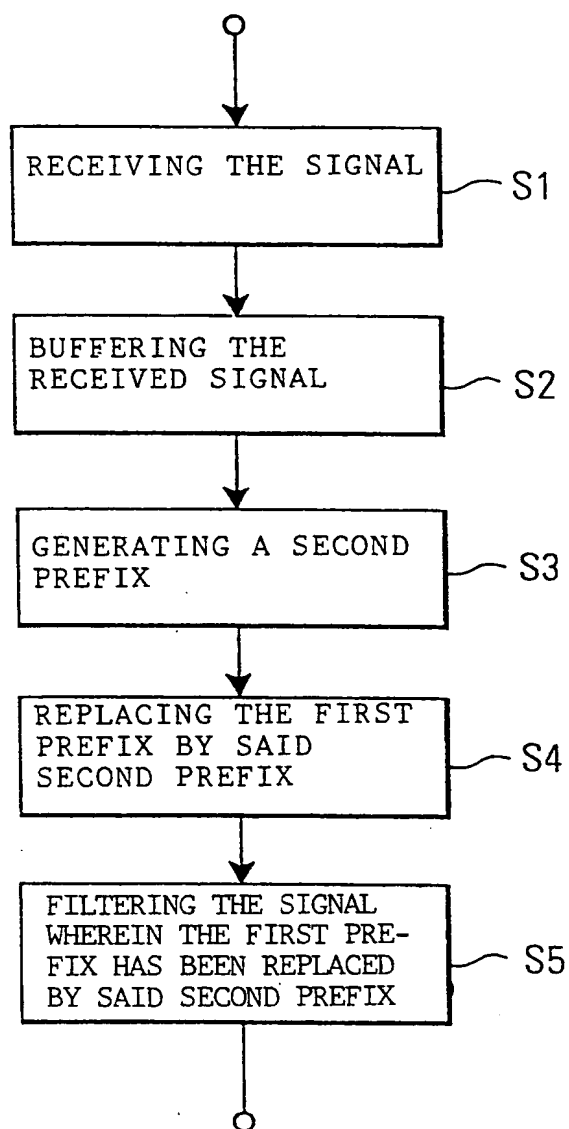 RECEIVING THE SIGNAL
S1
BUFFERING THE
RECEIVED SIGNAL
S2
GENERATING A SECOND
PREFIX
S3
REPLACING THE FIRST
PREFIX BY SAID
SECOND PREFIX
S4
FILTERING THE SIGNAL
WHEREIN THE FIRST PRE-
FIX HAS BEEN REPLACED
BY SAID SECOND PREFIX
S5